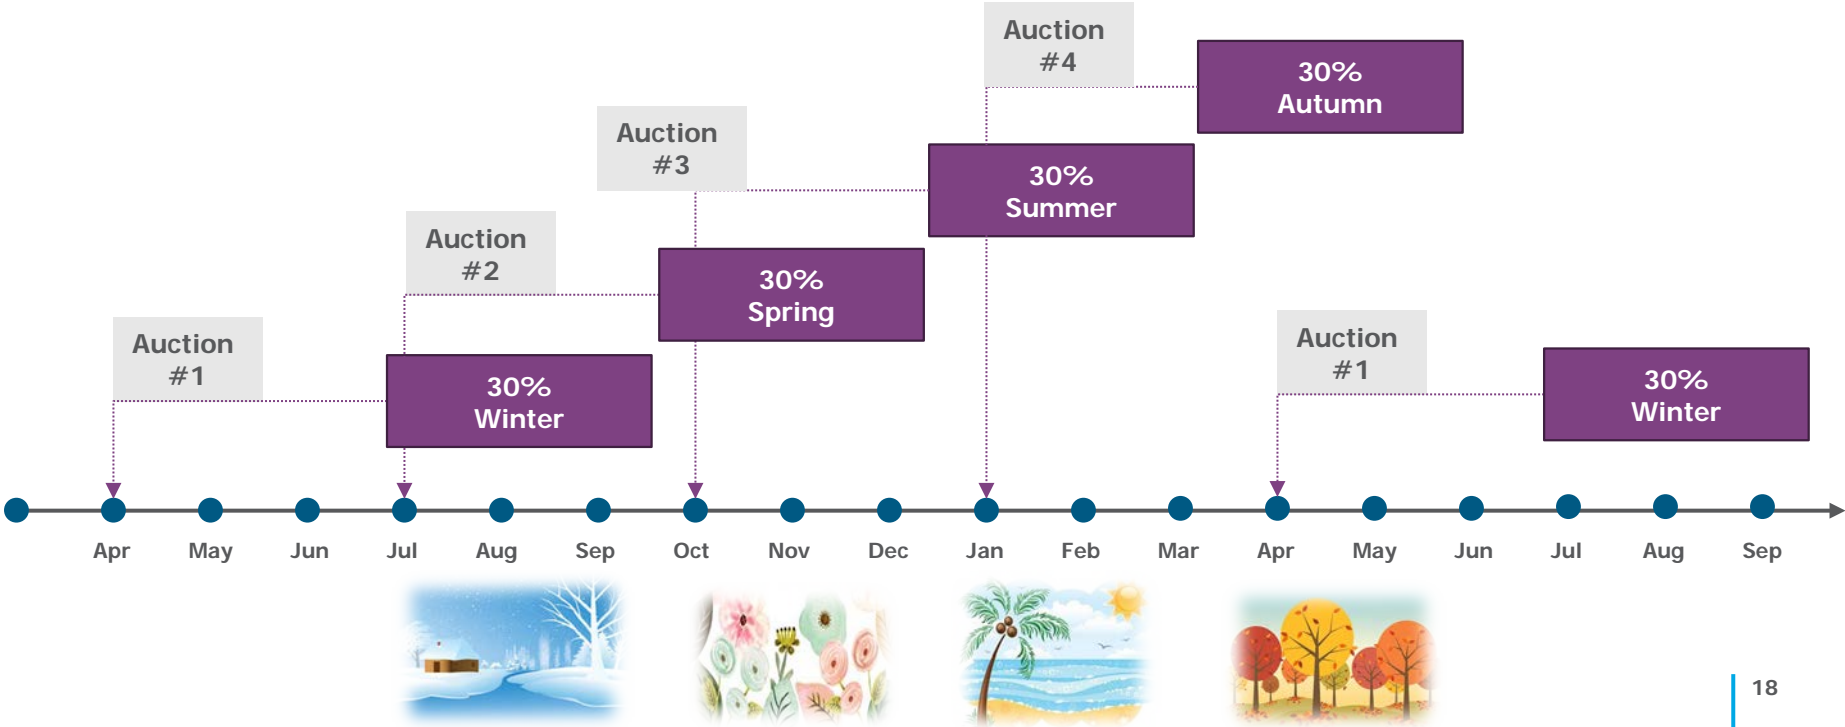 Auction
#4
30%
Autumn
Auction
#3
30%
Summer
Auction
#2
30%
Spring
Auction
#1
30%
Winter
Auction
#1
30%
Winter
Apr May Jun Jul Aug Sep Oct Nov Dec Jan Feb Mar Apr May Jun Jul Aug Sep
18